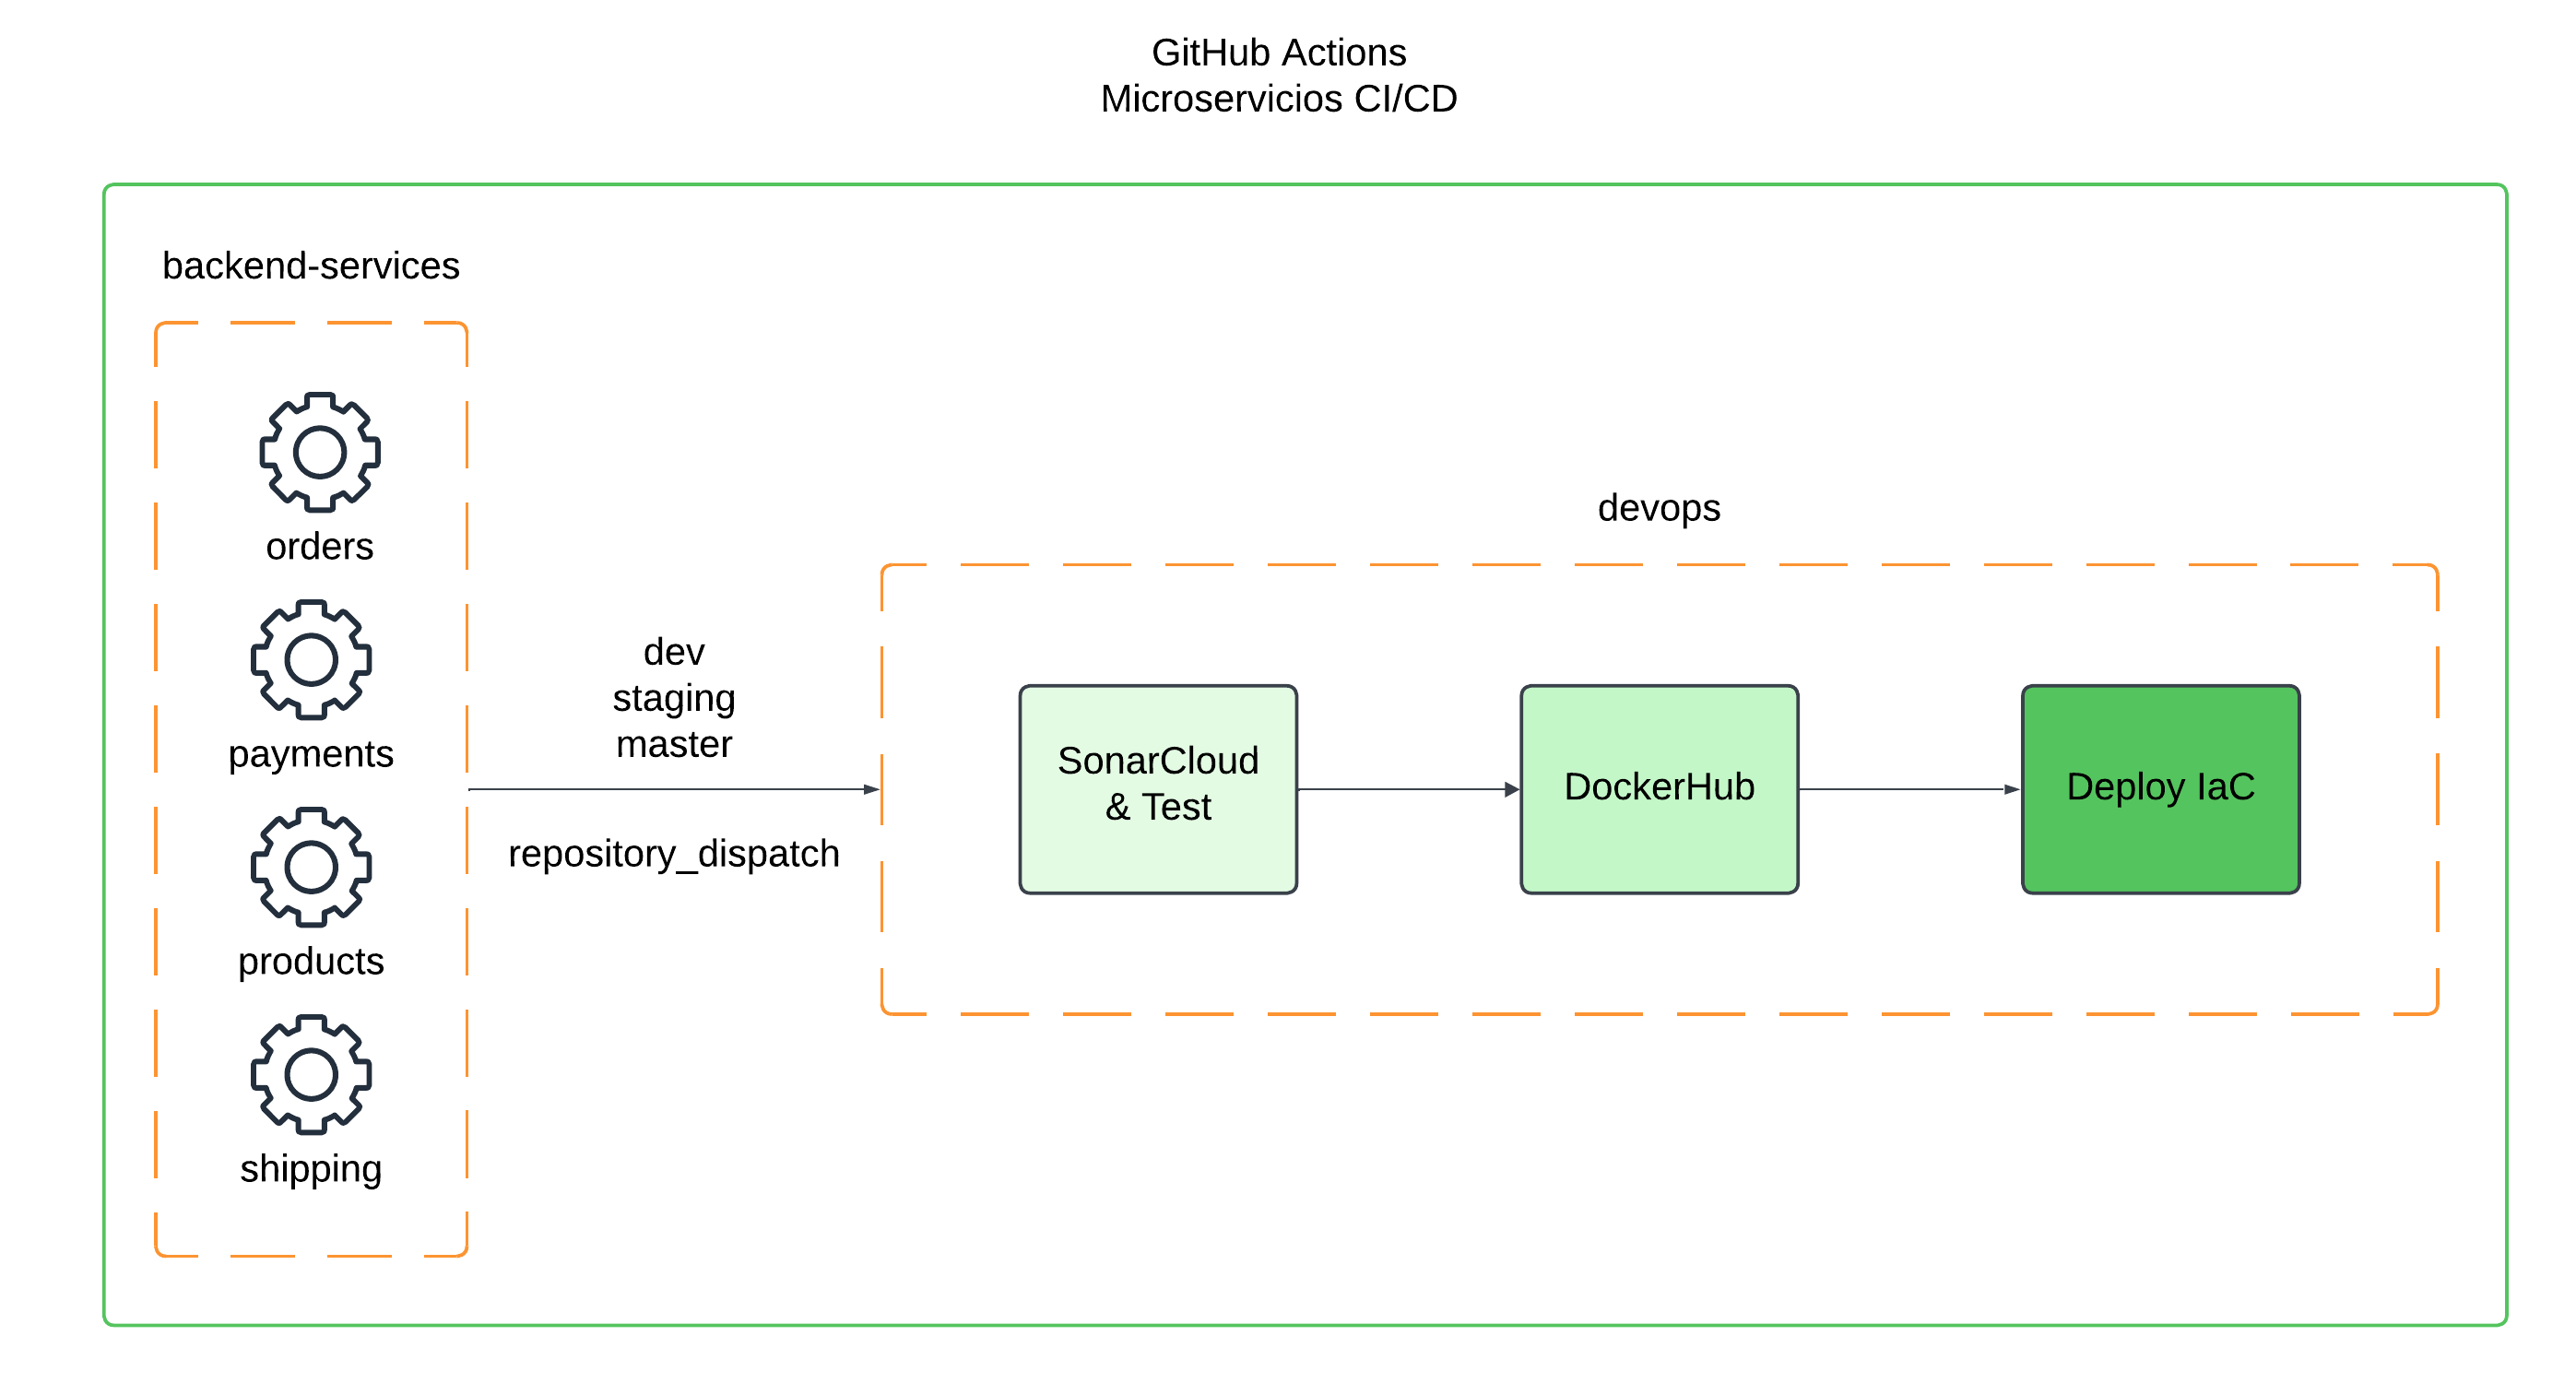 GitHub Actions
Microservicios CI/CD
backend-services
orders
payments
products
shipping
dev
staging
master
repository_dispatch
devops
SonarCloud
& Test
DockerHub
Deploy IaC